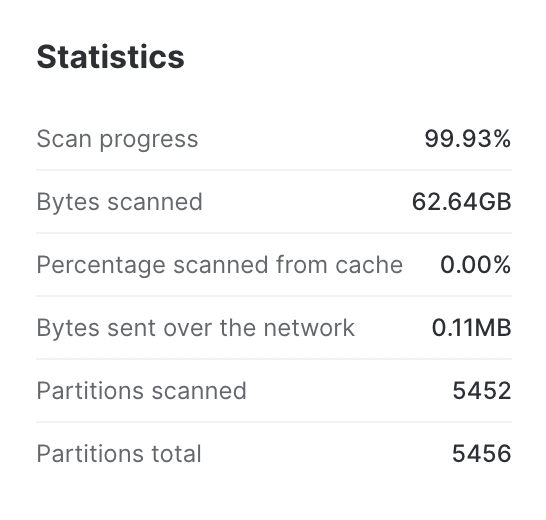 Statistics
Scan progress 99.93%
Bytes scanned 62.64GB
Percentage scanned from cache 0.00%
Bytes sent over the network 0.11MB
Partitions scanned 5452
Partitions total 5456